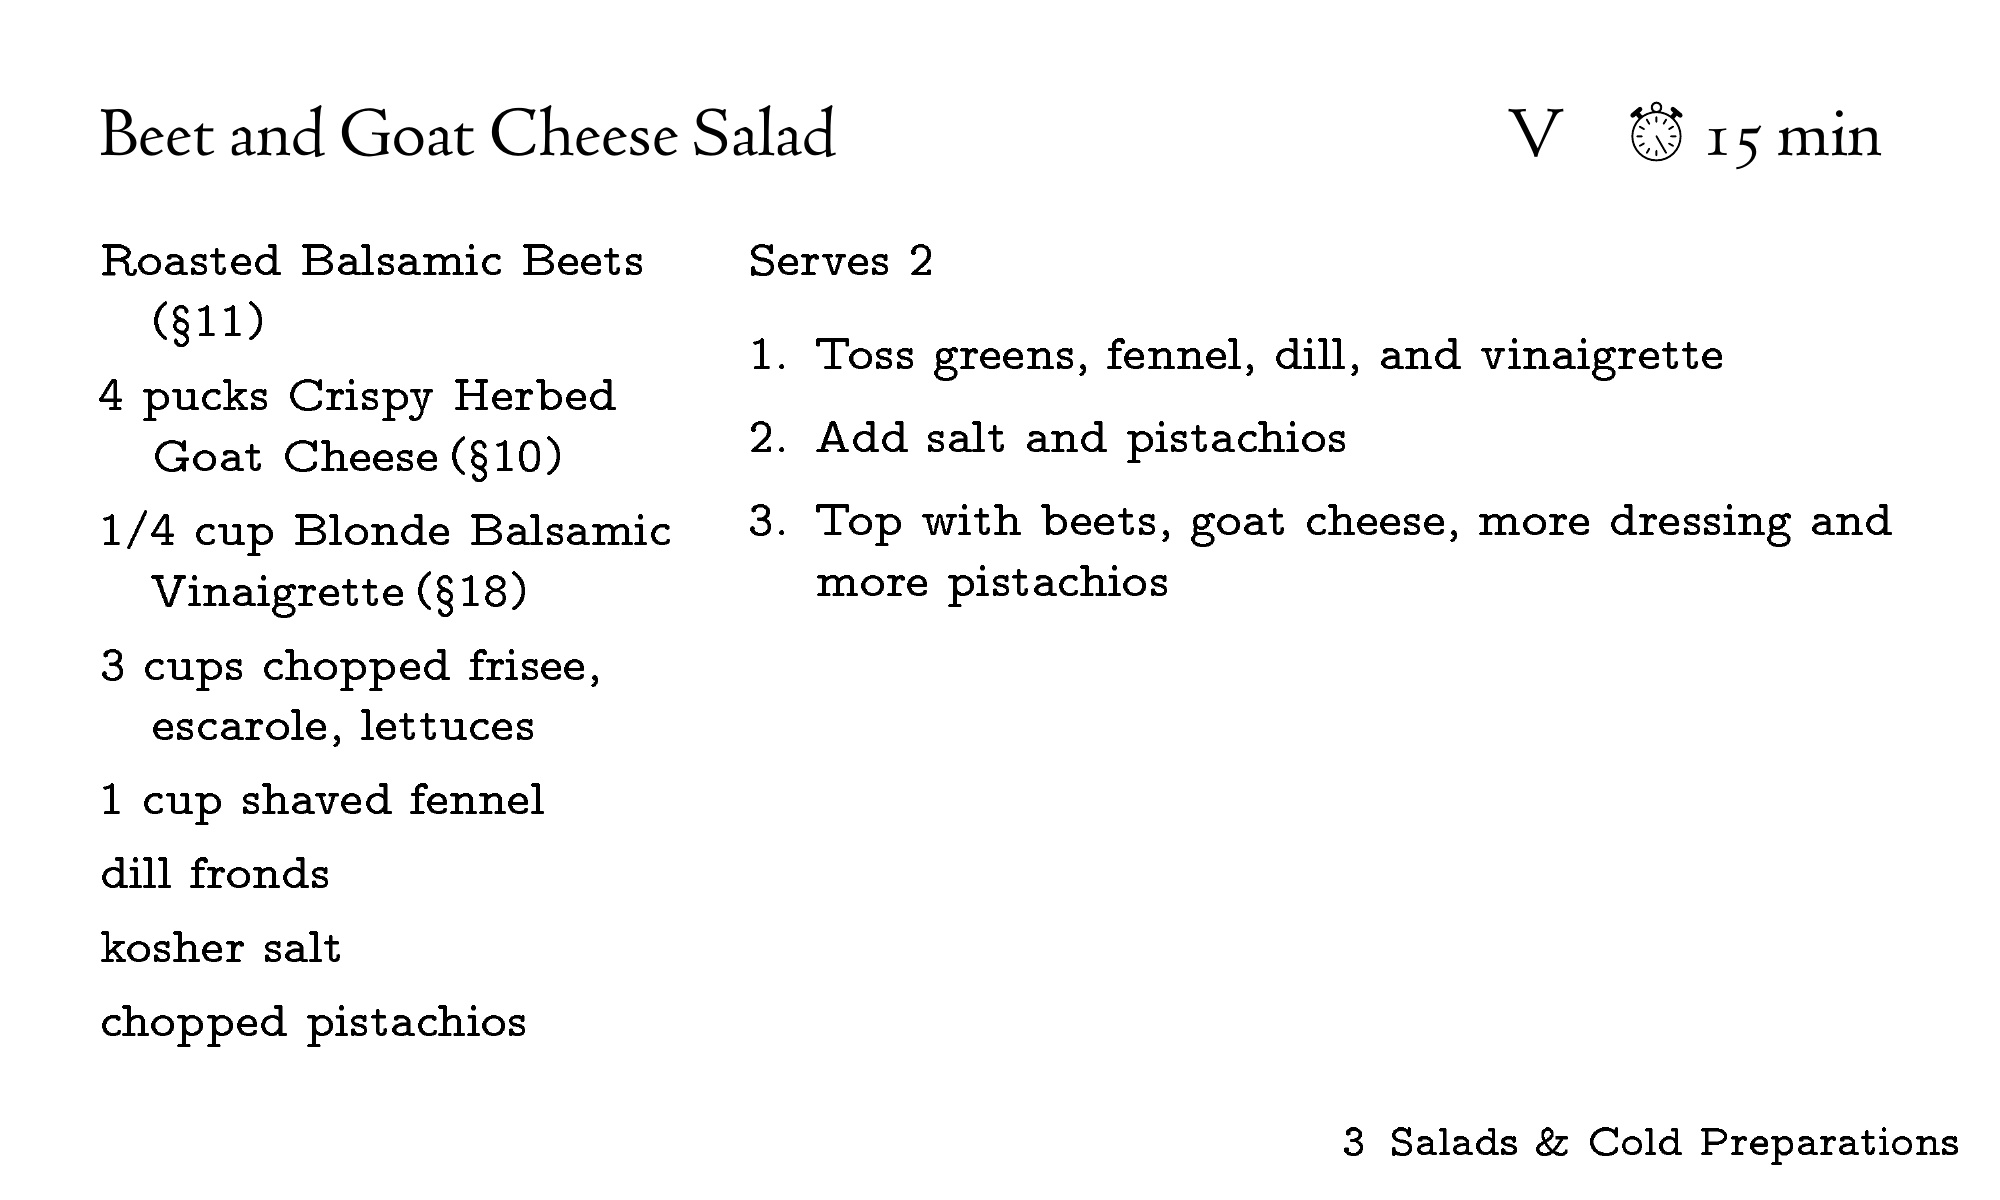 Beet and Goat Cheese Salad
V 15 min
Roasted Balsamic Beets
(§11)
4 pucks Crispy Herbed
Goat Cheese (§10)
1/4 cup Blonde Balsamic
Vinaigrette (§18)
3 cups chopped frisee,
escarole, lettuces
1 cup shaved fennel
dill fronds
kosher salt
chopped pistachios
Serves 2
1. Toss greens, fennel, dill, and vinaigrette
2. Add salt and pistachios
3. Top with beets, goat cheese, more dressing and
more pistachios
3 Salads & Cold Preparations